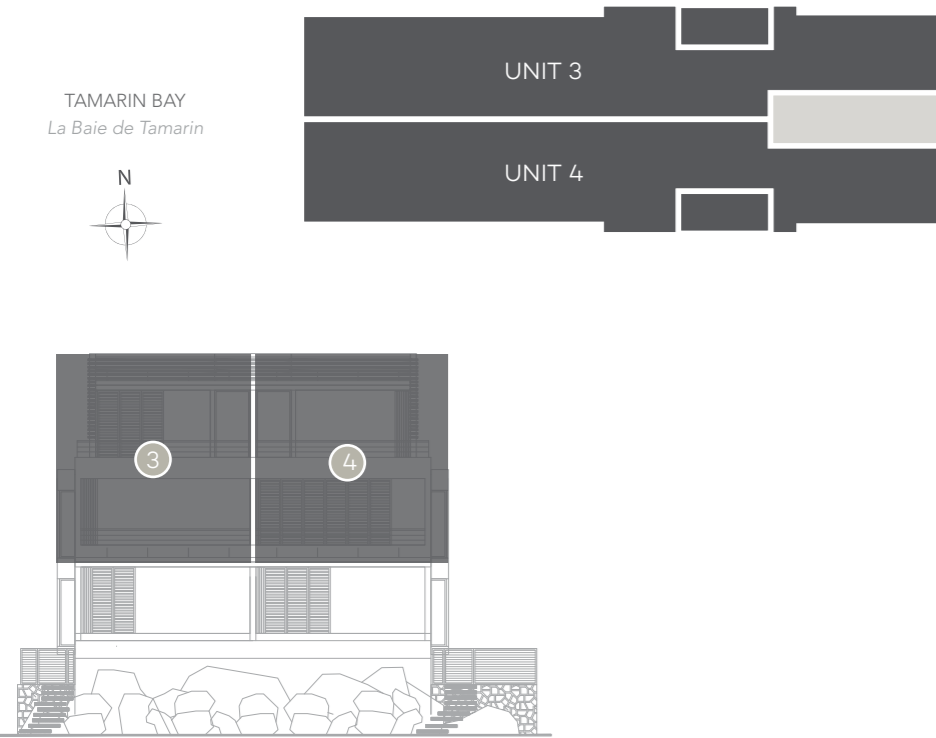 UNIT 3
TAMARIN BAY
La Baie de Tamarin
UNIT 4
N
3
4